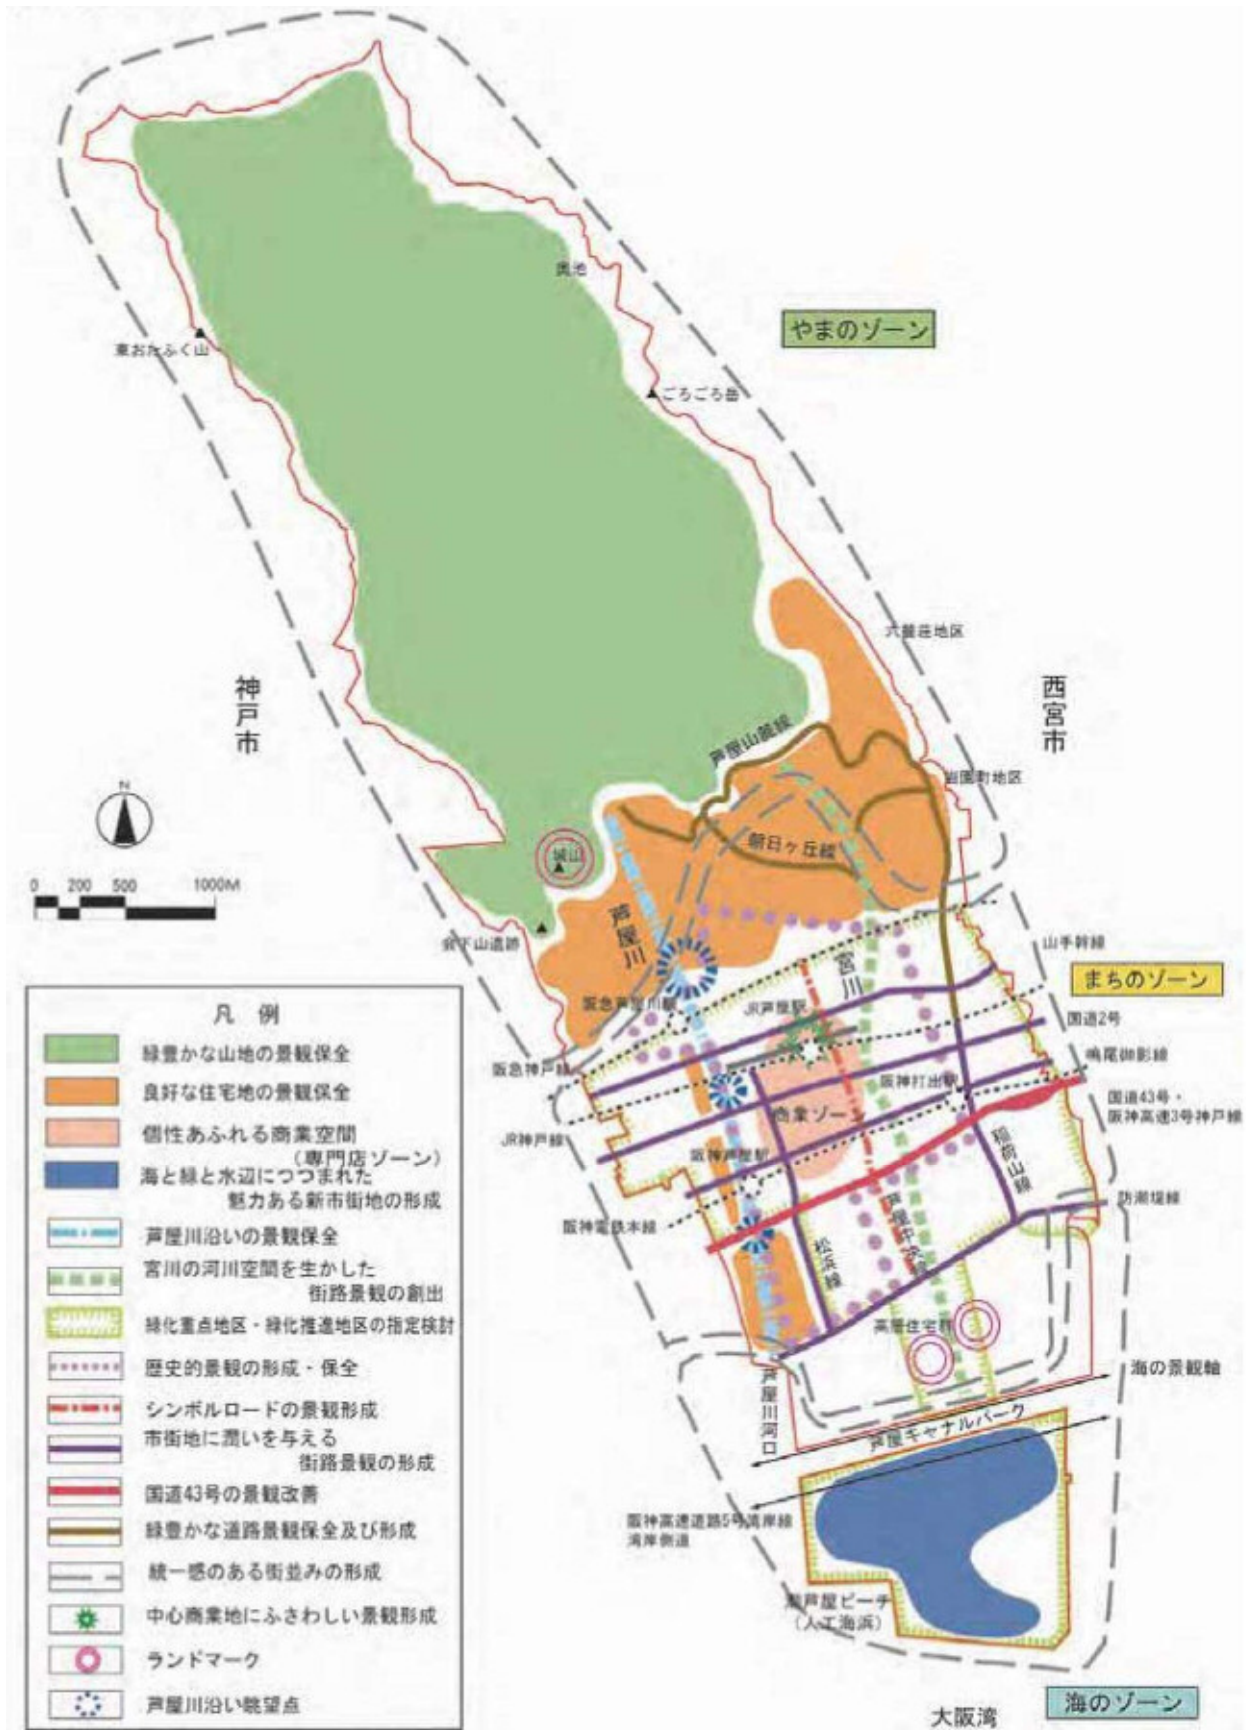 奥池
やまのゾーン
東おたふく山
ごろごろ岳
六麓荘地区
神戸市
西宮市
芦屋山麓線
岩園町地区
N
朝日ヶ丘線
城山
0 200 500 1000M
芦屋川
会下山遺跡
山手幹線
宮川
まちのゾーン
阪急芦屋川駅
JR芦屋駅
国道2号
鳴尾御影線
阪急神戸線
阪神打出駅
国道43号・
阪神高速3号神戸線
商業ゾーン
JR神戸線
阪神芦屋駅
稲荷山線
防潮堤線
阪神電鉄本線
芦屋中央線
松浜線
高層住宅群
海の景観軸
芦屋川河口
芦屋キャナルパーク
阪神高速道路5号湾岸線
湾岸側道
潮芦屋ビーチ
(人工海浜)
海のゾーン
大阪湾
凡 例
緑豊かな山地の景観保全
良好な住宅地の景観保全
個性あふれる商業空間
(専門店ゾーン)
海と緑と水辺につつまれた
魅力ある新市街地の形成
芦屋川沿いの景観保全
宮川の河川空間を生かした
街路景観の創出
緑化重点地区・緑化推進地区の指定検討
歴史的景観の形成・保全
シンボルロードの景観形成
市街地に潤いを与える
街路景観の形成
国道43号の景観改善
緑豊かな道路景観保全及び形成
統一感のある街並みの形成
中心商業地にふさわしい景観形成
ランドマーク
芦屋川沿い眺望点